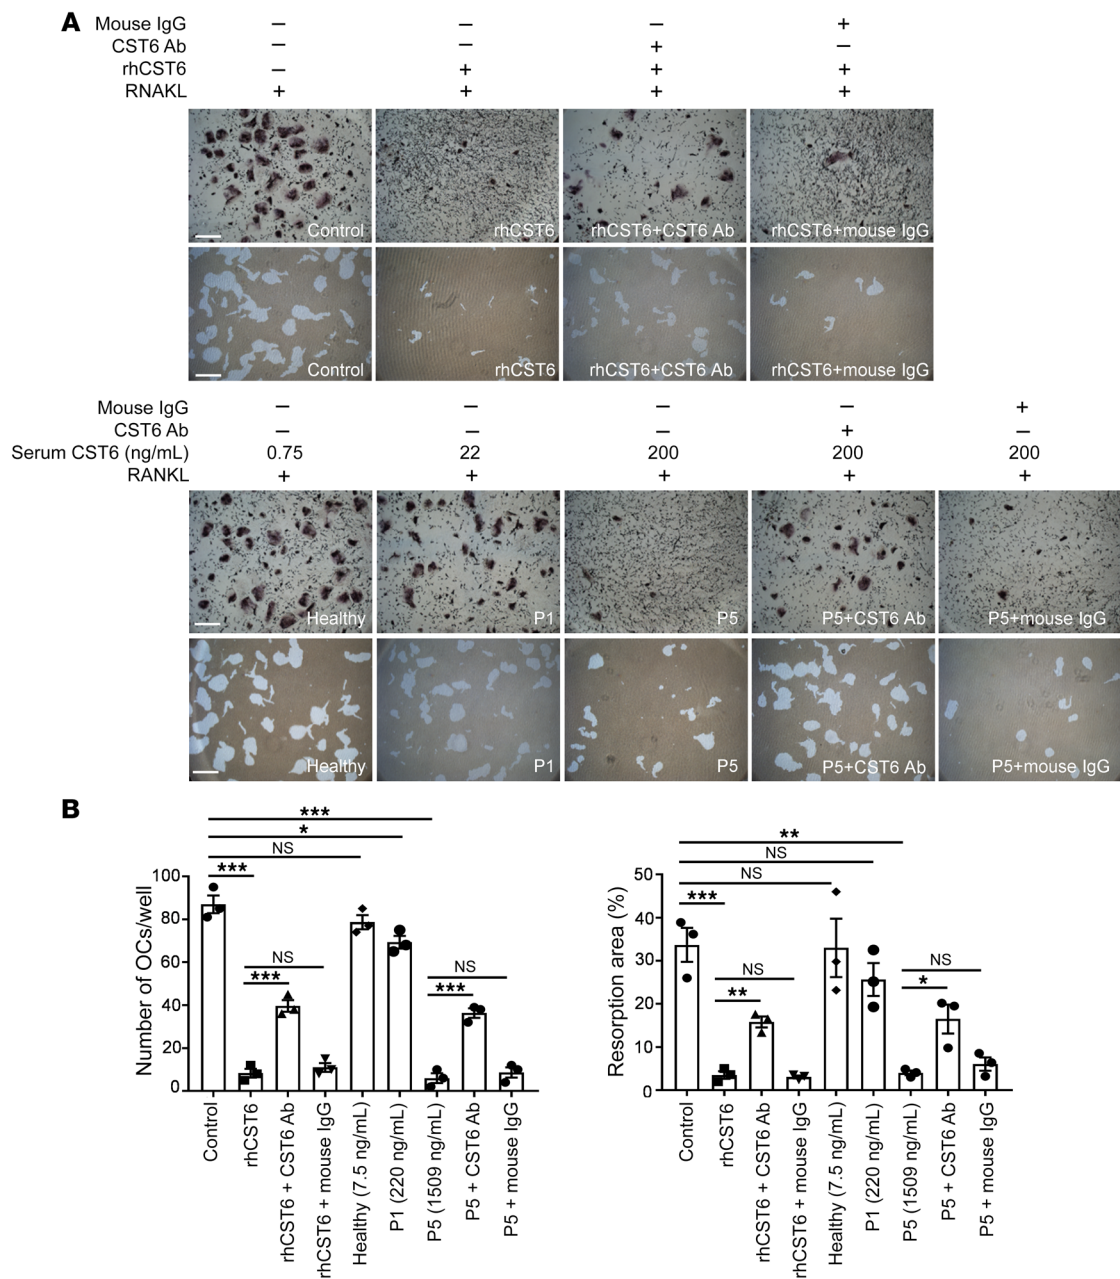 A
Mouse IgG − − − +
CST6 Ab − − + −
rhCST6 − + + +
RNAKL + + + +
Control rhCST6 rhCST6+CST6 Ab rhCST6+mouse IgG
Control rhCST6 rhCST6+CST6 Ab rhCST6+mouse IgG
Mouse IgG − − − − +
CST6 Ab − − − + −
Serum CST6 (ng/mL) 0.75 22 200 200 200
RANKL + + + + +
Healthy P1 P5 P5+CST6 Ab P5+mouse IgG
Healthy P1 P5 P5+CST6 Ab P5+mouse IgG
B
***
*
NS
***
NS
***
NS
***
Number of OCs/well
100
80
60
40
20
0
Control
rhCST6
rhCST6 + CST6 Ab
rhCST6 + mouse IgG
Healthy (7.5 ng/mL)
P1 (220 ng/mL)
P5 (1509 ng/mL)
P5 + CST6 Ab
P5 + mouse IgG
**
NS
NS
***
NS
**
NS
*
Resorption area (%)
50
40
30
20
10
0
Control
rhCST6
rhCST6 + CST6 Ab
rhCST6 + mouse IgG
Healthy (7.5 ng/mL)
P1 (220 ng/mL)
P5 (1509 ng/mL)
P5 + CST6 Ab
P5 + mouse IgG